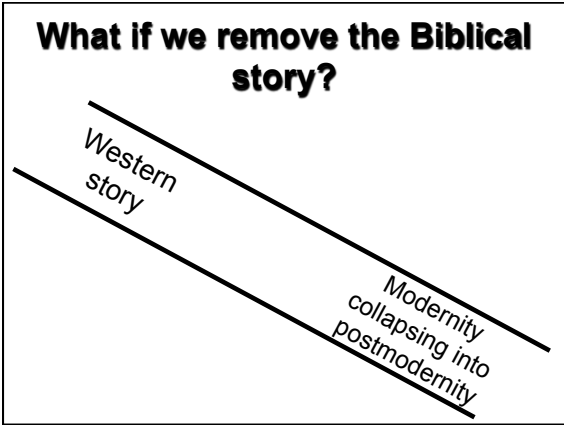 What if we remove the Biblical
story?
Western
story
Modernity
collapsing into
postmodernity